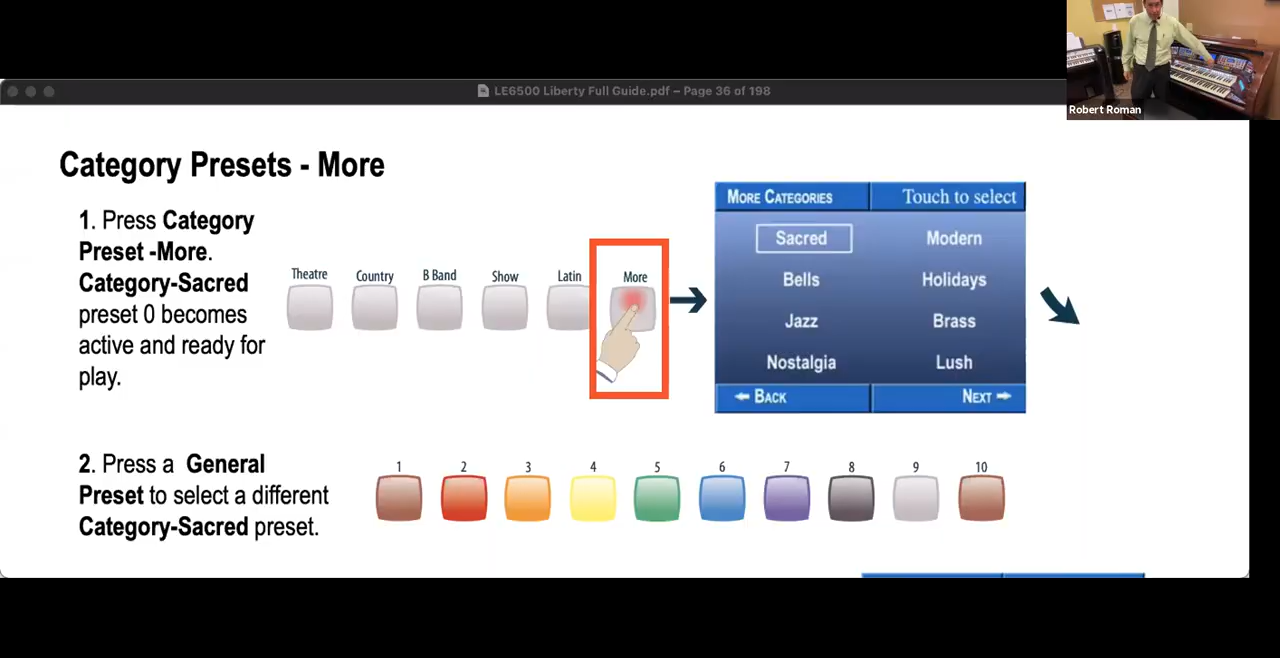 LE6500 Liberty Full Guide.pdf – Page 36 of 198
Robert Roman
Category Presets - More
1. Press Category
Preset -More.
Category-Sacred
preset 0 becomes
active and ready for
play.
Theatre Country B Band Show Latin More
MORE CATEGORIES Touch to select
Sacred Modern
Bells Holidays
Jazz Brass
Nostalgia Lush
BACK NEXT
2. Press a General
Preset to select a different
Category-Sacred preset.
1 2 3 4 5 6 7 8 9 10